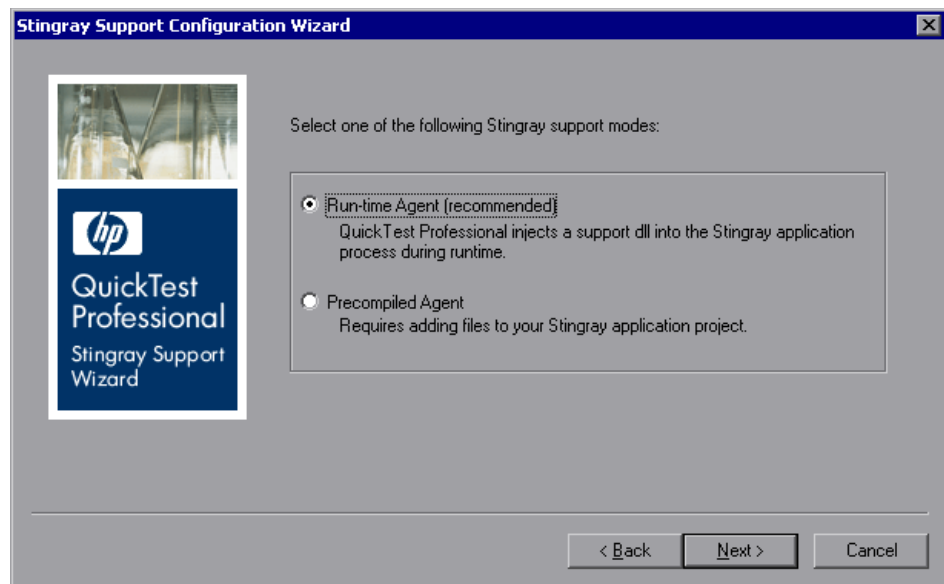 Stingray Support Configuration Wizard
Select one of the following Stingray support modes:
Run-time Agent (recommended)
QuickTest Professional injects a support dll into the Stingray application
process during runtime.
Precompiled Agent
Requires adding files to your Stingray application project.
hp
QuickTest
Professional
Stingray Support
Wizard
< Back
Next >
Cancel